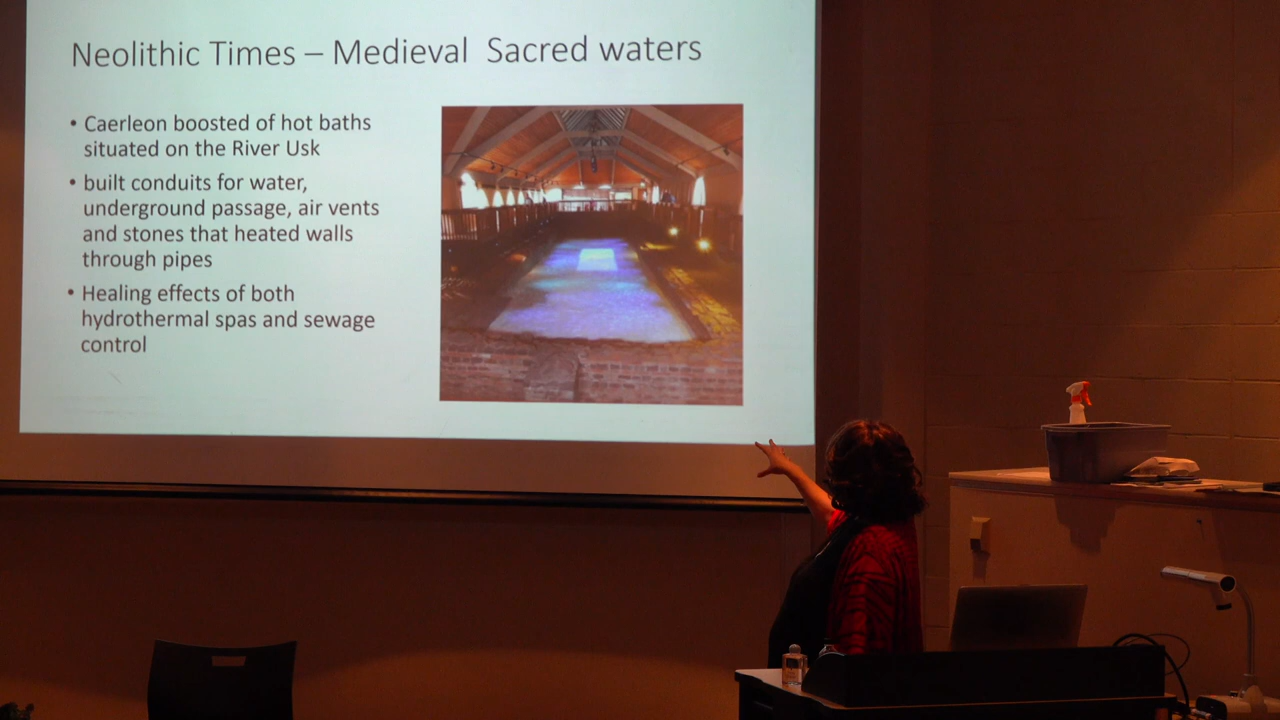 Neolithic Times – Medieval  Sacred waters
• Caerleon boosted of hot baths
situated on the River Usk
• built conduits for water,
underground passage, air vents
and stones that heated walls
through pipes
• Healing effects of both
hydrothermal spas and sewage
control